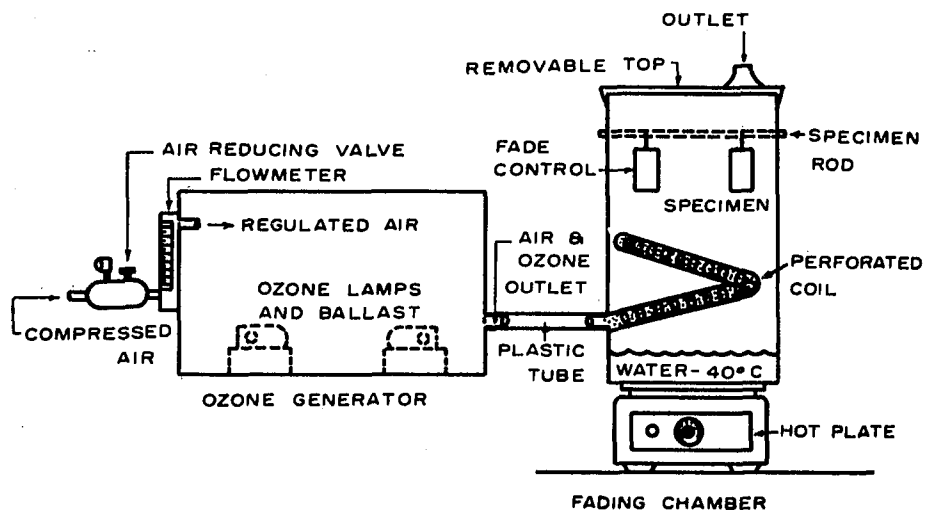 OUTLET
REMOVABLE TOP
SPECIMEN
ROD
FADE
CONTROL
SPECIMEN
AIR REDUCING VALVE
FLOWMETER
REGULATED AIR
AIR &
OZONE
OUTLET
PERFORATED
COIL
OZONE LAMPS
AND BALLAST
COMPRESSED
AIR
PLASTIC
TUBE
WATER-40°C
OZONE GENERATOR
HOT PLATE
FADING CHAMBER